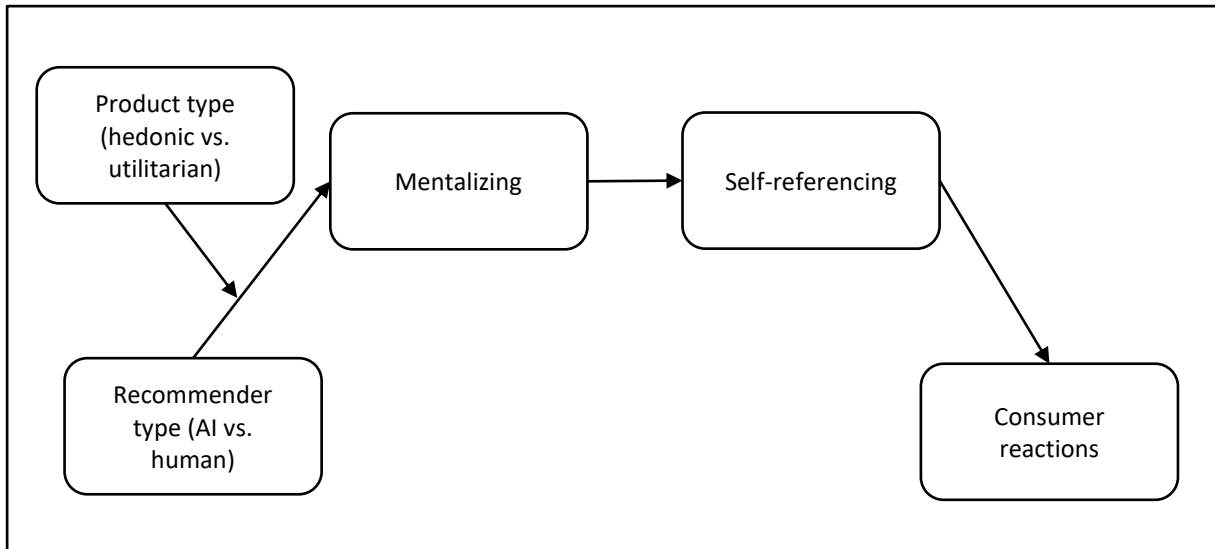 Product type
(hedonic vs.
utilitarian)
Mentalizing
Self-referencing
Recommender
type (AI vs.
human)
Consumer
reactions